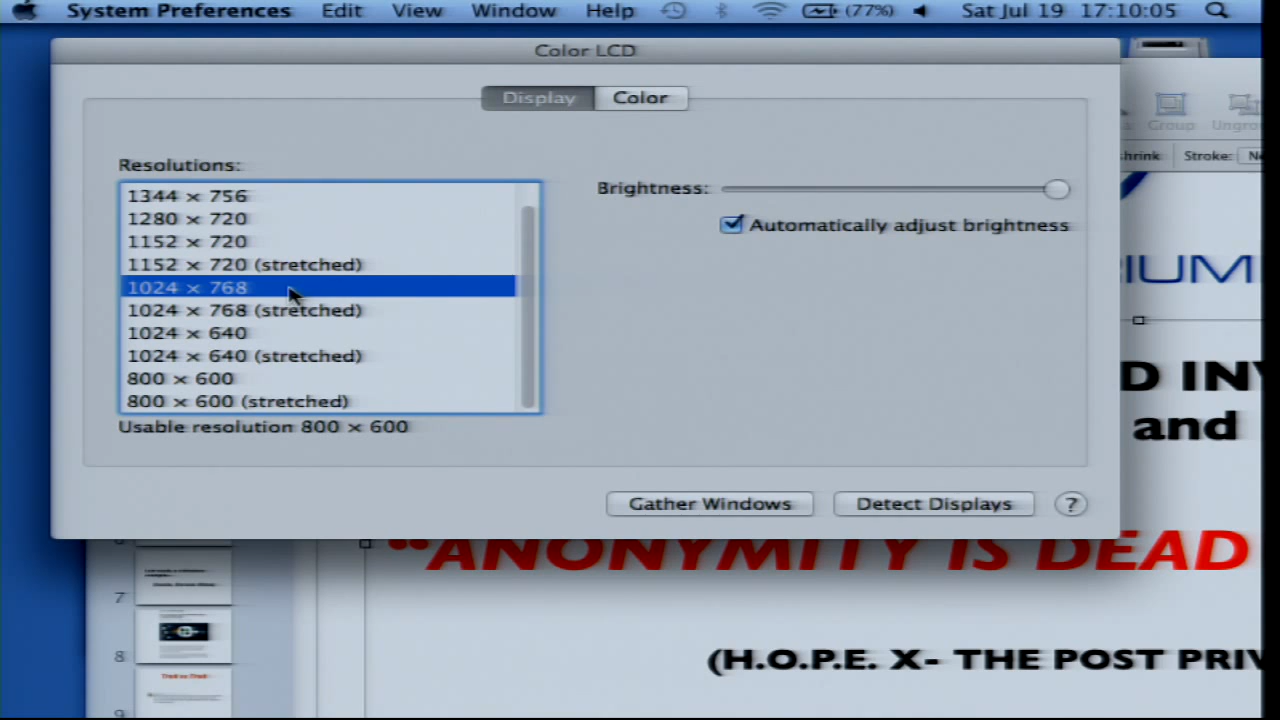 System Preferences Edit View Window Help (77%) Sat Jul 19 17:10:05
Color LCD
Display Color
Group
shrink Stroke:
Resolutions:
1344 × 756
1280 × 720
1152 × 720
1152 × 720 (stretched)
1024 × 768
1024 × 768 (stretched)
1024 × 640
1024 × 640 (stretched)
800 × 600
800 × 600 (stretched)
Usable resolution 800 × 600
Brightness:
Automatically adjust brightness
Gather Windows Detect Displays ?
RIUM
D INV
and
"ANONYMITY IS DEAD
(H.O.P.E. X- THE POST PRIV
7
8
9